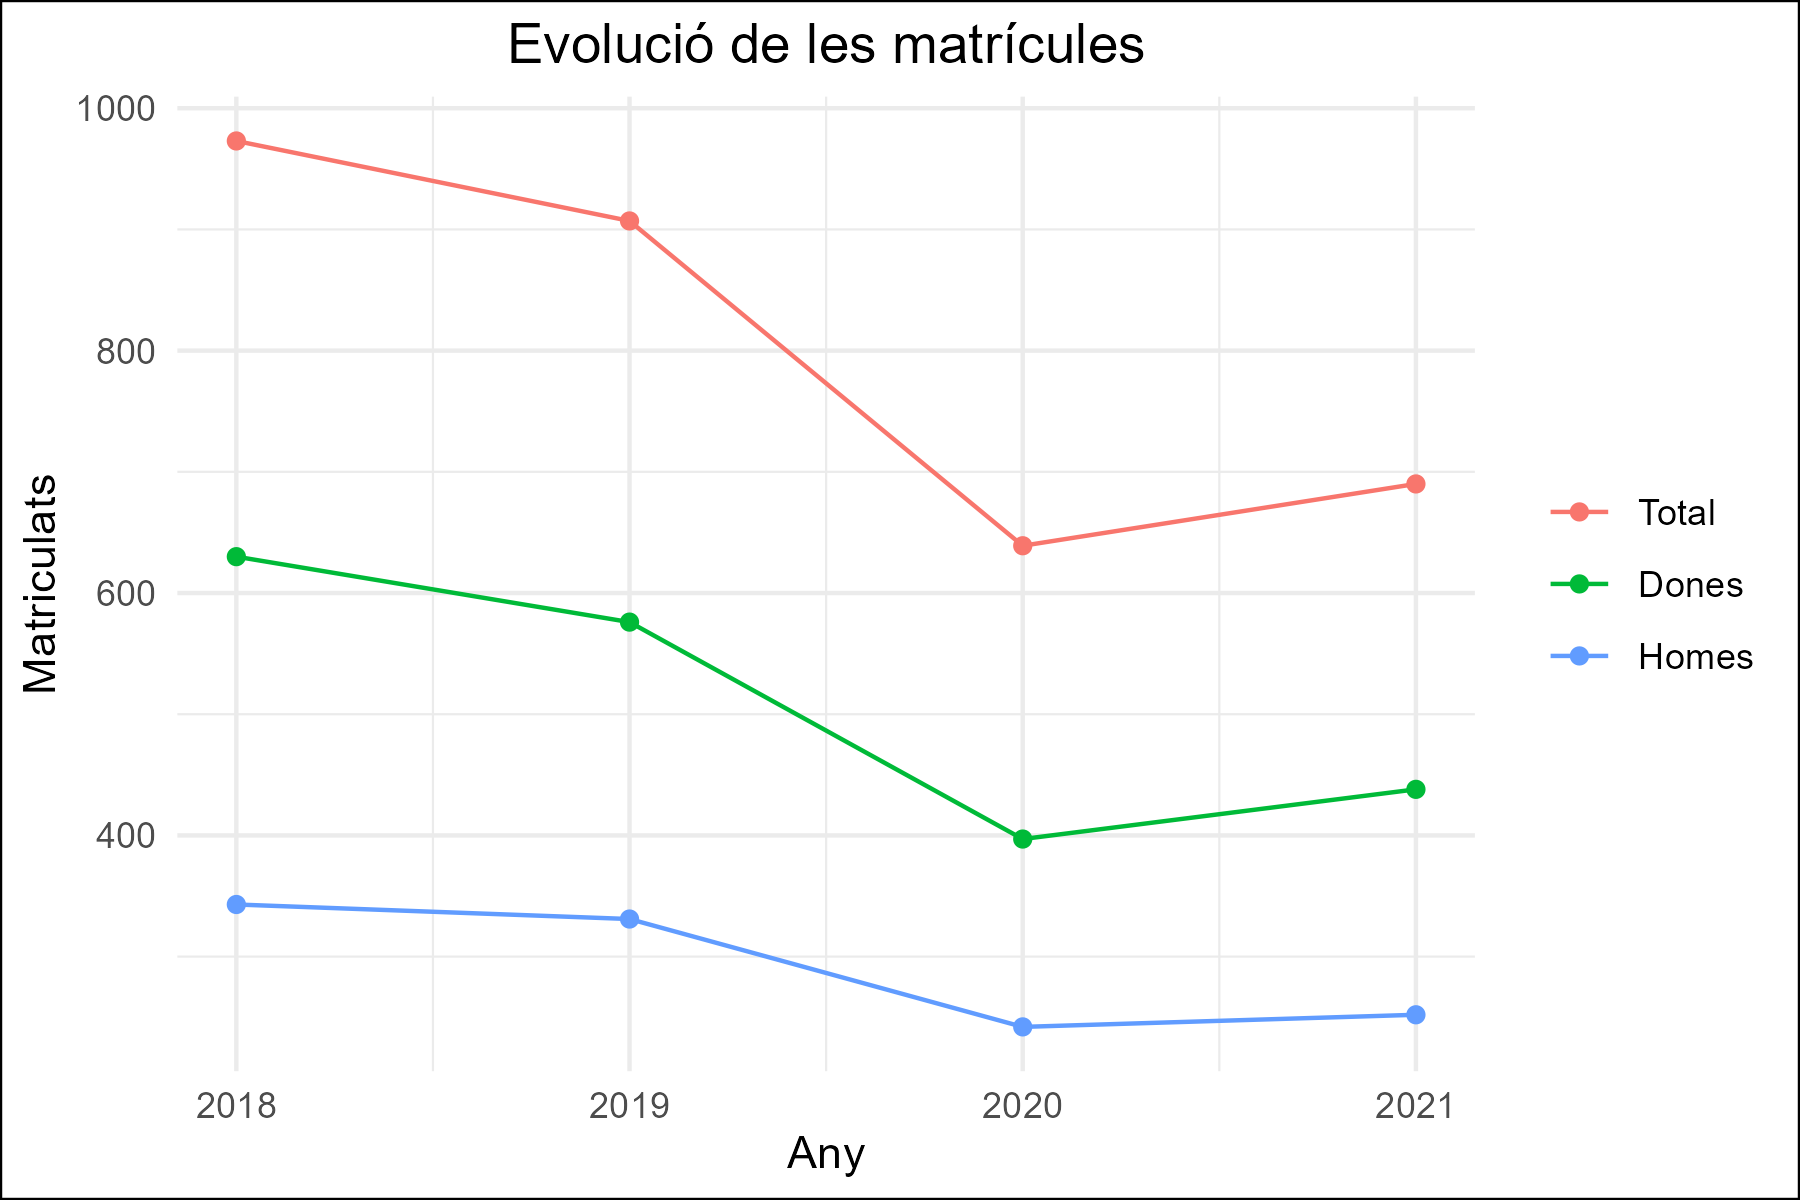 Evolució de les matrícules
1000
800
600
400
Matriculats
2018
2019
2020
2021
Any
Total
Dones
Homes